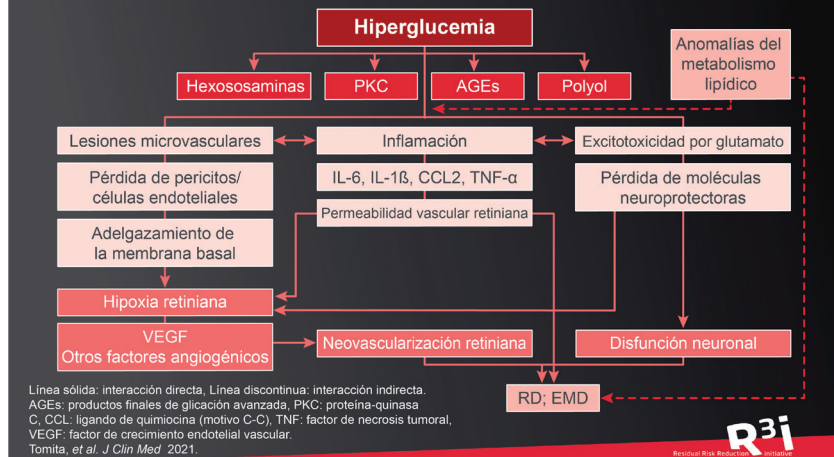 Hiperglucemia
Anomalías del
metabolismo
lipídico
Hexososaminas
PKC
AGEs
Polyol
Lesiones microvasculares
Inflamación
Excitotoxicidad por glutamato
Pérdida de pericitos/
células endoteliales
IL-6, IL-1ß, CCL2, TNF-α
Pérdida de moléculas
neuroprotectoras
Permeabilidad vascular retiniana
Adelgazamiento de
la membrana basal
Hipoxia retiniana
VEGF
Otros factores angiogénicos
Neovascularización retiniana
Disfunción neuronal
RD; EMD
Línea sólida: interacción directa, Línea discontinua: interacción indirecta.
AGEs: productos finales de glicación avanzada, PKC: proteína-quinasa
C, CCL: ligando de quimiocina (motivo C-C), TNF: factor de necrosis tumoral,
VEGF: factor de crecimiento endotelial vascular.
Tomita, et al. J Clin Med 2021.
R3i
Residual Risk Reduction Initiative